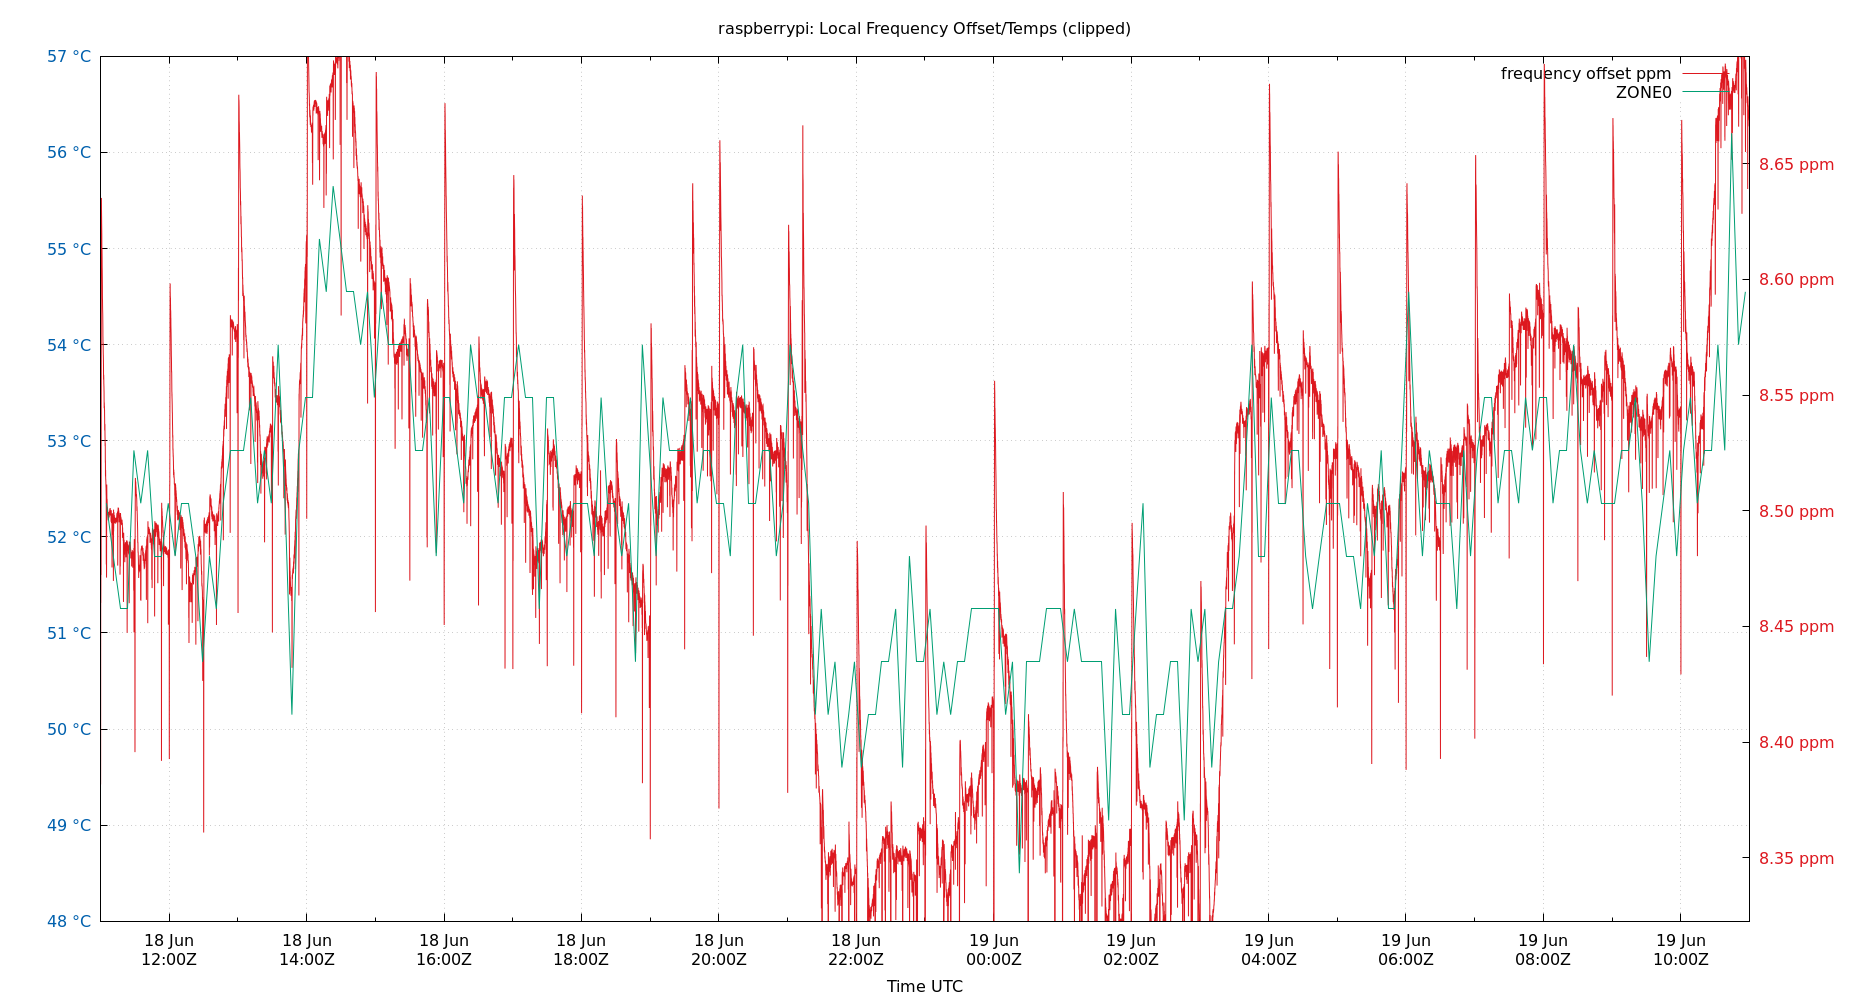 raspberrypi: Local Frequency Offset/Temps (clipped)
57 °C
56 °C
55 °C
54 °C
53 °C
52 °C
51 °C
50 °C
49 °C
48 °C
frequency offset ppm
ZONE0
8.65 ppm
8.60 ppm
8.55 ppm
8.50 ppm
8.45 ppm
8.40 ppm
8.35 ppm
18 Jun
12:00Z
18 Jun
14:00Z
18 Jun
16:00Z
18 Jun
18:00Z
18 Jun
20:00Z
18 Jun
22:00Z
19 Jun
00:00Z
19 Jun
02:00Z
19 Jun
04:00Z
19 Jun
06:00Z
19 Jun
08:00Z
19 Jun
10:00Z
Time UTC